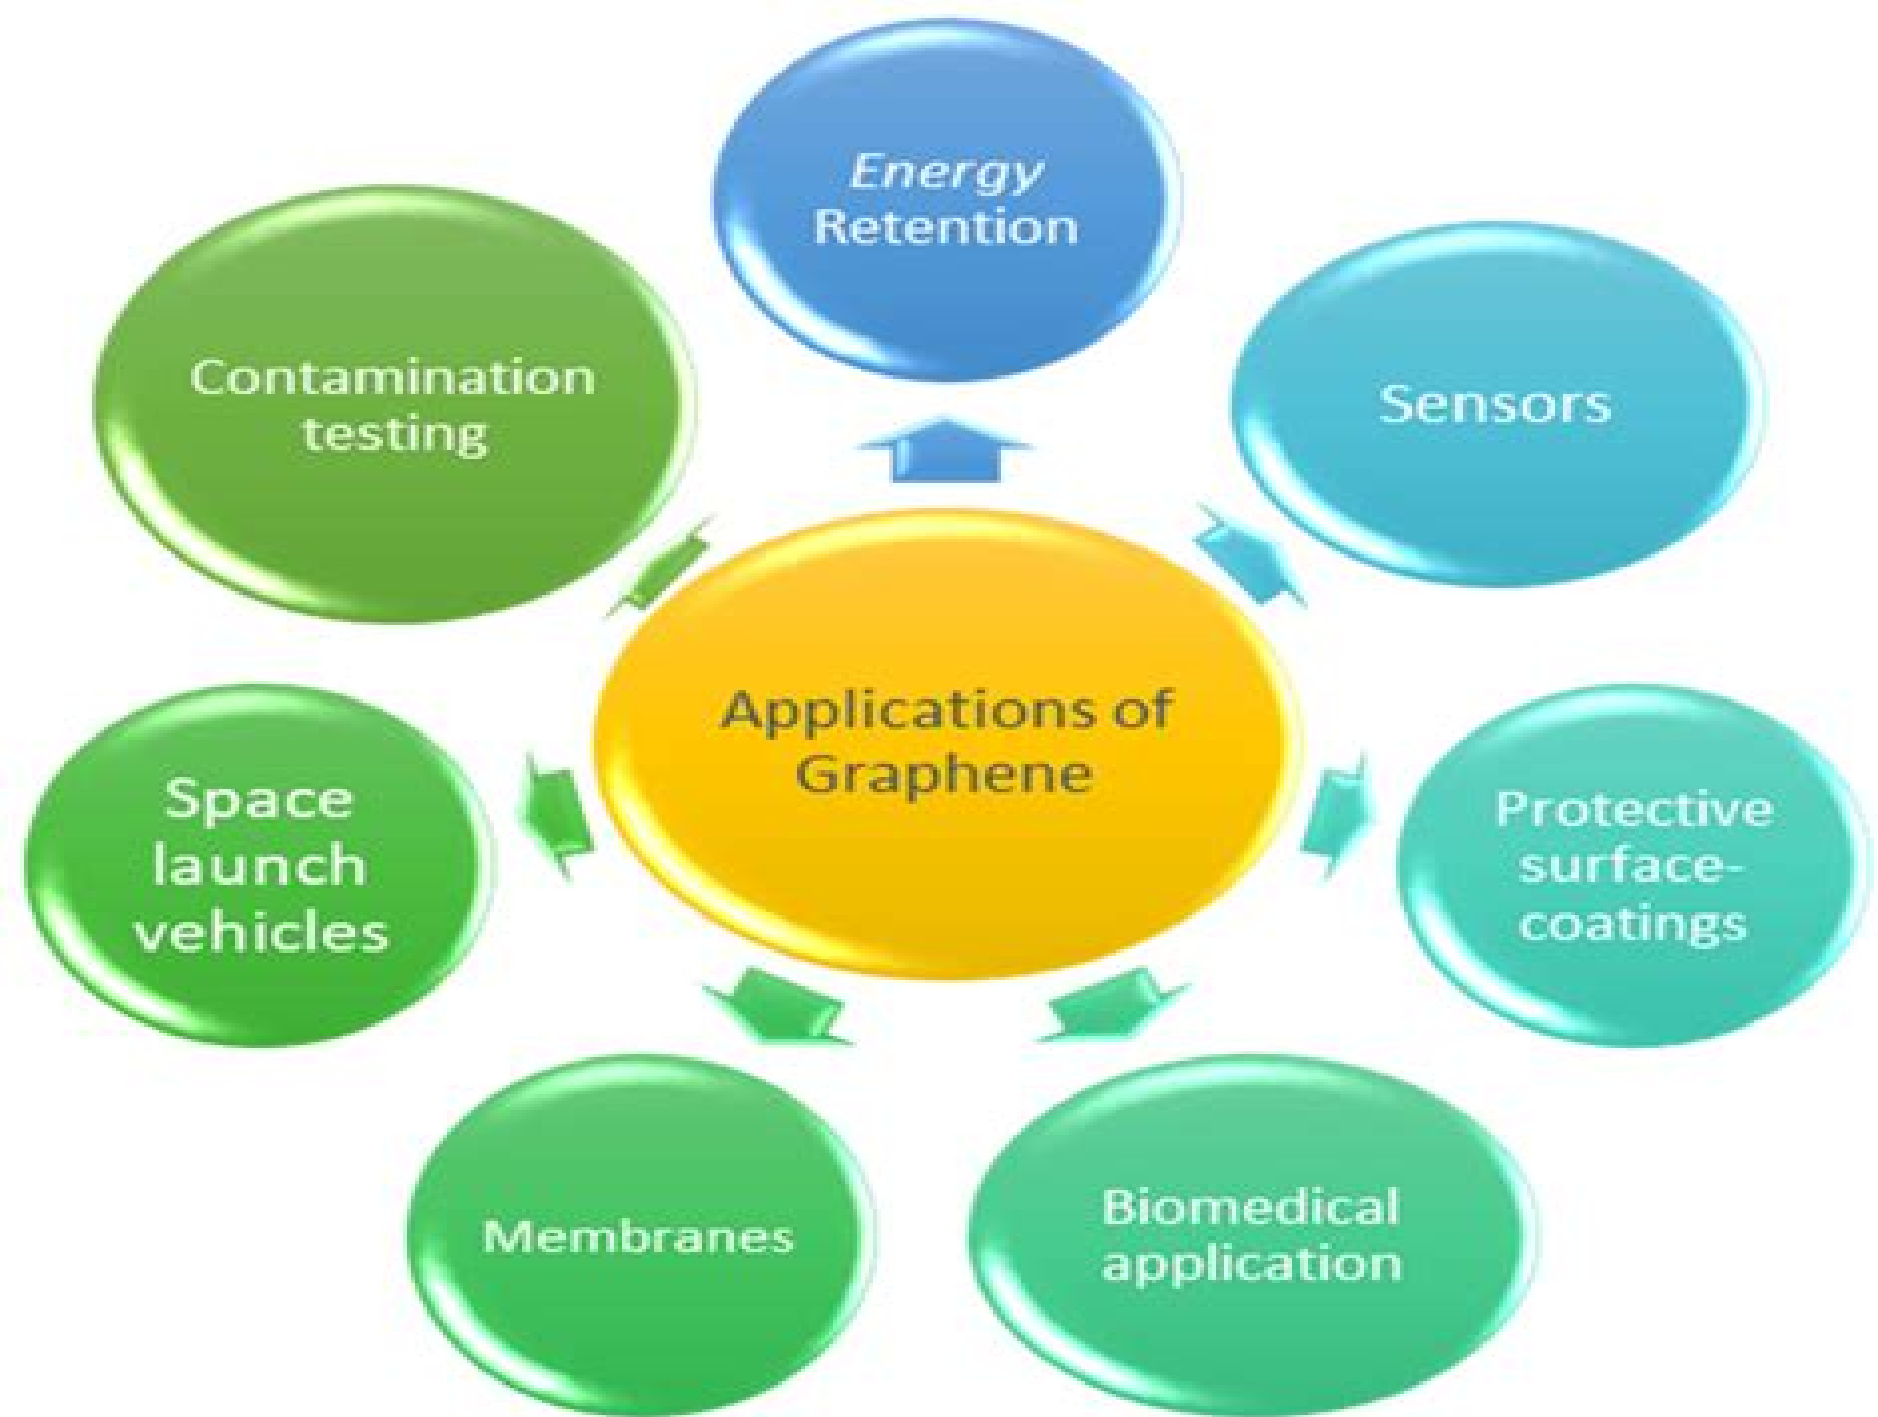 Energy
Retention
Sensors
Protective
surface-
coatings
Biomedical
application
Membranes
Space
launch
vehicles
Contamination
testing
Applications of
Graphene